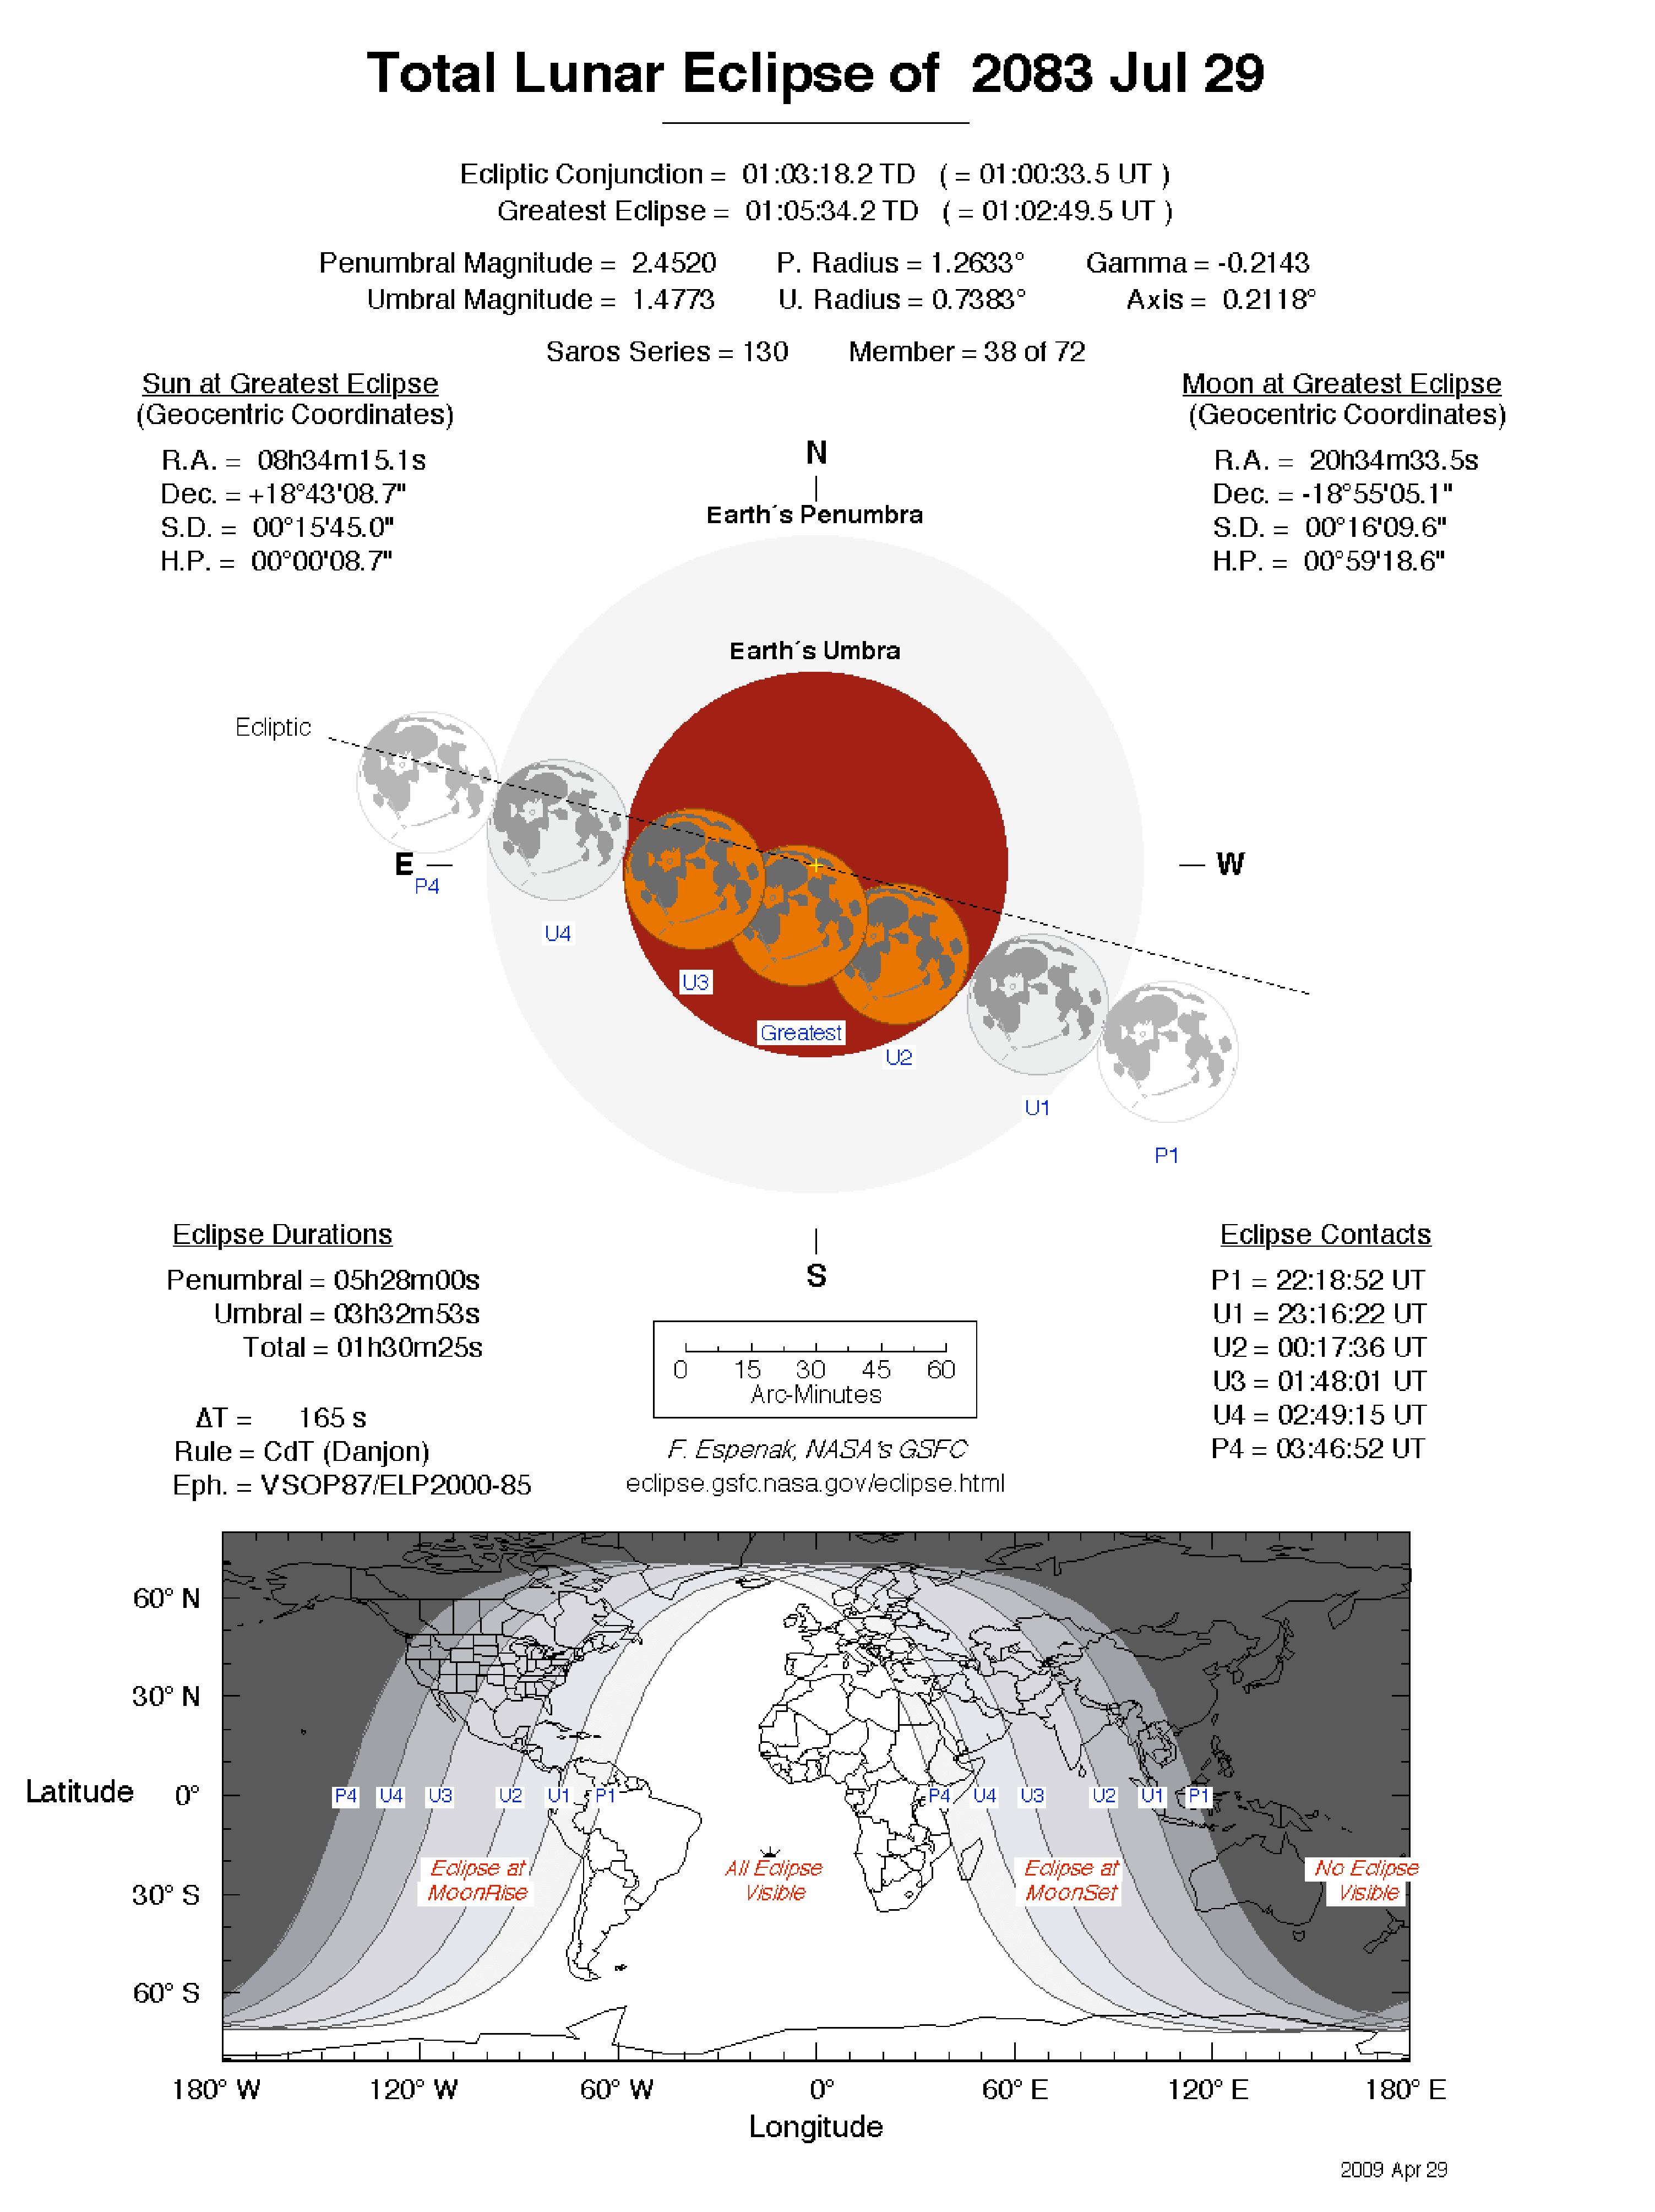 Total Lunar Eclipse of 2083 Jul 29
Ecliptic Conjunction = 01:03:18.2 TD ( = 01:00:33.5 UT )
Greatest Eclipse = 01:05:34.2 TD ( = 01:02:49.5 UT )
Penumbral Magnitude = 2.4520 P. Radius = 1.2633° Gamma = -0.2143
Umbral Magnitude = 1.4773 U. Radius = 0.7383° Axis = 0.2118°
Saros Series = 130 Member = 38 of 72
Sun at Greatest Eclipse
(Geocentric Coordinates)
R.A. = 08h34m15.1s
Dec. = +18°43'08.7"
S.D. = 00°15'45.0"
H.P. = 00°00'08.7"
Moon at Greatest Eclipse
(Geocentric Coordinates)
R.A. = 20h34m33.5s
Dec. = -18°55'05.1"
S.D. = 00°16'09.6"
H.P. = 00°59'18.6"
N
Earth´s Penumbra
Earth´s Umbra
Ecliptic
E
W
P4
U4
U3
Greatest
U2
U1
P1
S
Eclipse Durations
Penumbral = 05h28m00s
Umbral = 03h32m53s
Total = 01h30m25s
ΔT = 165 s
Rule = CdT (Danjon)
Eph. = VSOP87/ELP2000-85
0 15 30 45 60
Arc-Minutes
F. Espenak, NASA's GSFC
eclipse.gsfc.nasa.gov/eclipse.html
Eclipse Contacts
P1 = 22:18:52 UT
U1 = 23:16:22 UT
U2 = 00:17:36 UT
U3 = 01:48:01 UT
U4 = 02:49:15 UT
P4 = 03:46:52 UT
60° N
30° N
Latitude 0°
30° S
60° S
P4 U4 U3 U2 U1 P1 P4 U4 U3 U2 U1 P1
Eclipse at MoonRise
All Eclipse Visible
Eclipse at MoonSet
No Eclipse Visible
180° W 120° W 60° W 0° 60° E 120° E 180° E
Longitude
2009 Apr 29